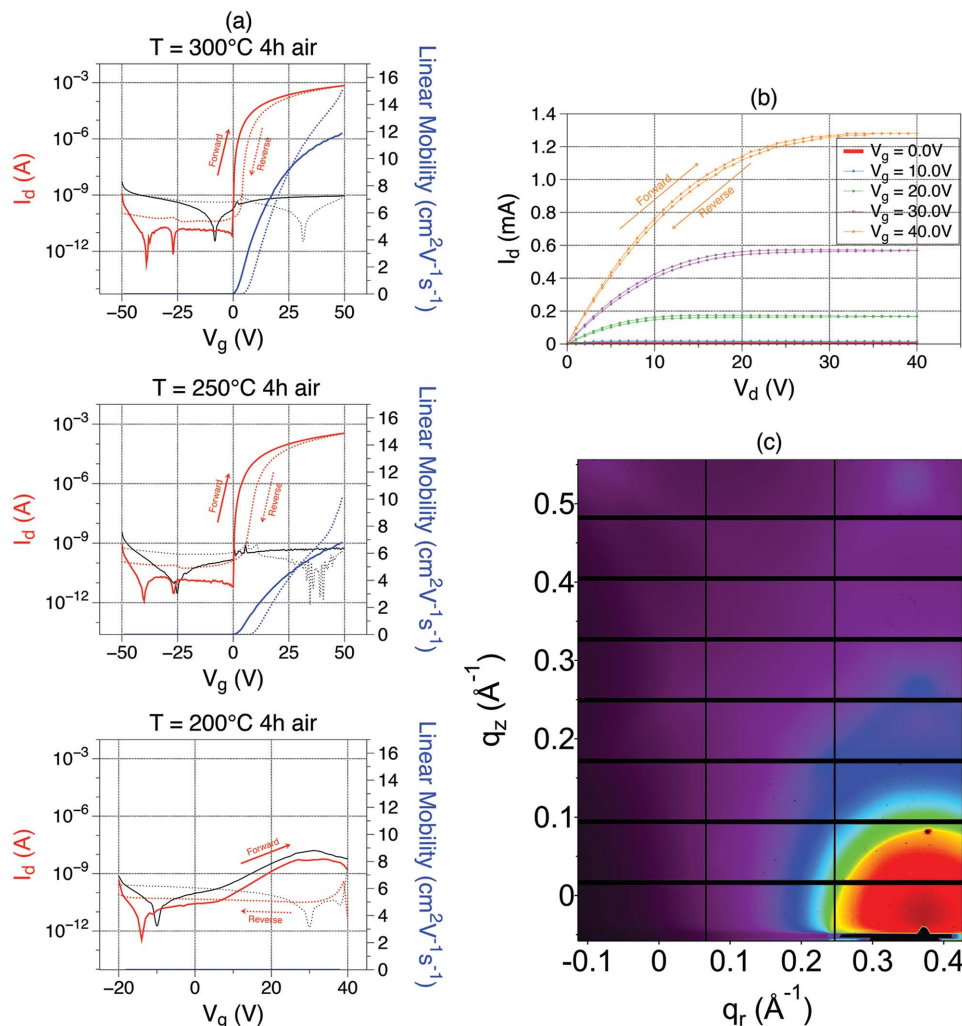 (a)
T = 300°C 4h air
10⁻³
10⁻⁶
10⁻⁹
10⁻¹²
I_d (A)
Forward
Reverse
16
14
12
10
8
6
4
2
0
Linear Mobility (cm²V⁻¹s⁻¹)
−50 −25 0 25 50
V_g (V)
T = 250°C 4h air
10⁻³
10⁻⁶
10⁻⁹
10⁻¹²
I_d (A)
Forward
Reverse
16
14
12
10
8
6
4
2
0
Linear Mobility (cm²V⁻¹s⁻¹)
−50 −25 0 25 50
V_g (V)
T = 200°C 4h air
10⁻³
10⁻⁶
10⁻⁹
10⁻¹²
I_d (A)
Forward
Reverse
16
14
12
10
8
6
4
2
0
Linear Mobility (cm²V⁻¹s⁻¹)
−20 0 20 40
V_g (V)
(b)
1.4
1.2
1.0
0.8
0.6
0.4
0.2
0
I_d (mA)
Forward
Reverse
V_g = 0.0V
V_g = 10.0V
V_g = 20.0V
V_g = 30.0V
V_g = 40.0V
0 10 20 30 40
V_d (V)
(c)
0.5
0.4
0.3
0.2
0.1
0
q_z (Å⁻¹)
-0.1 0 0.1 0.2 0.3 0.4
q_r (Å⁻¹)